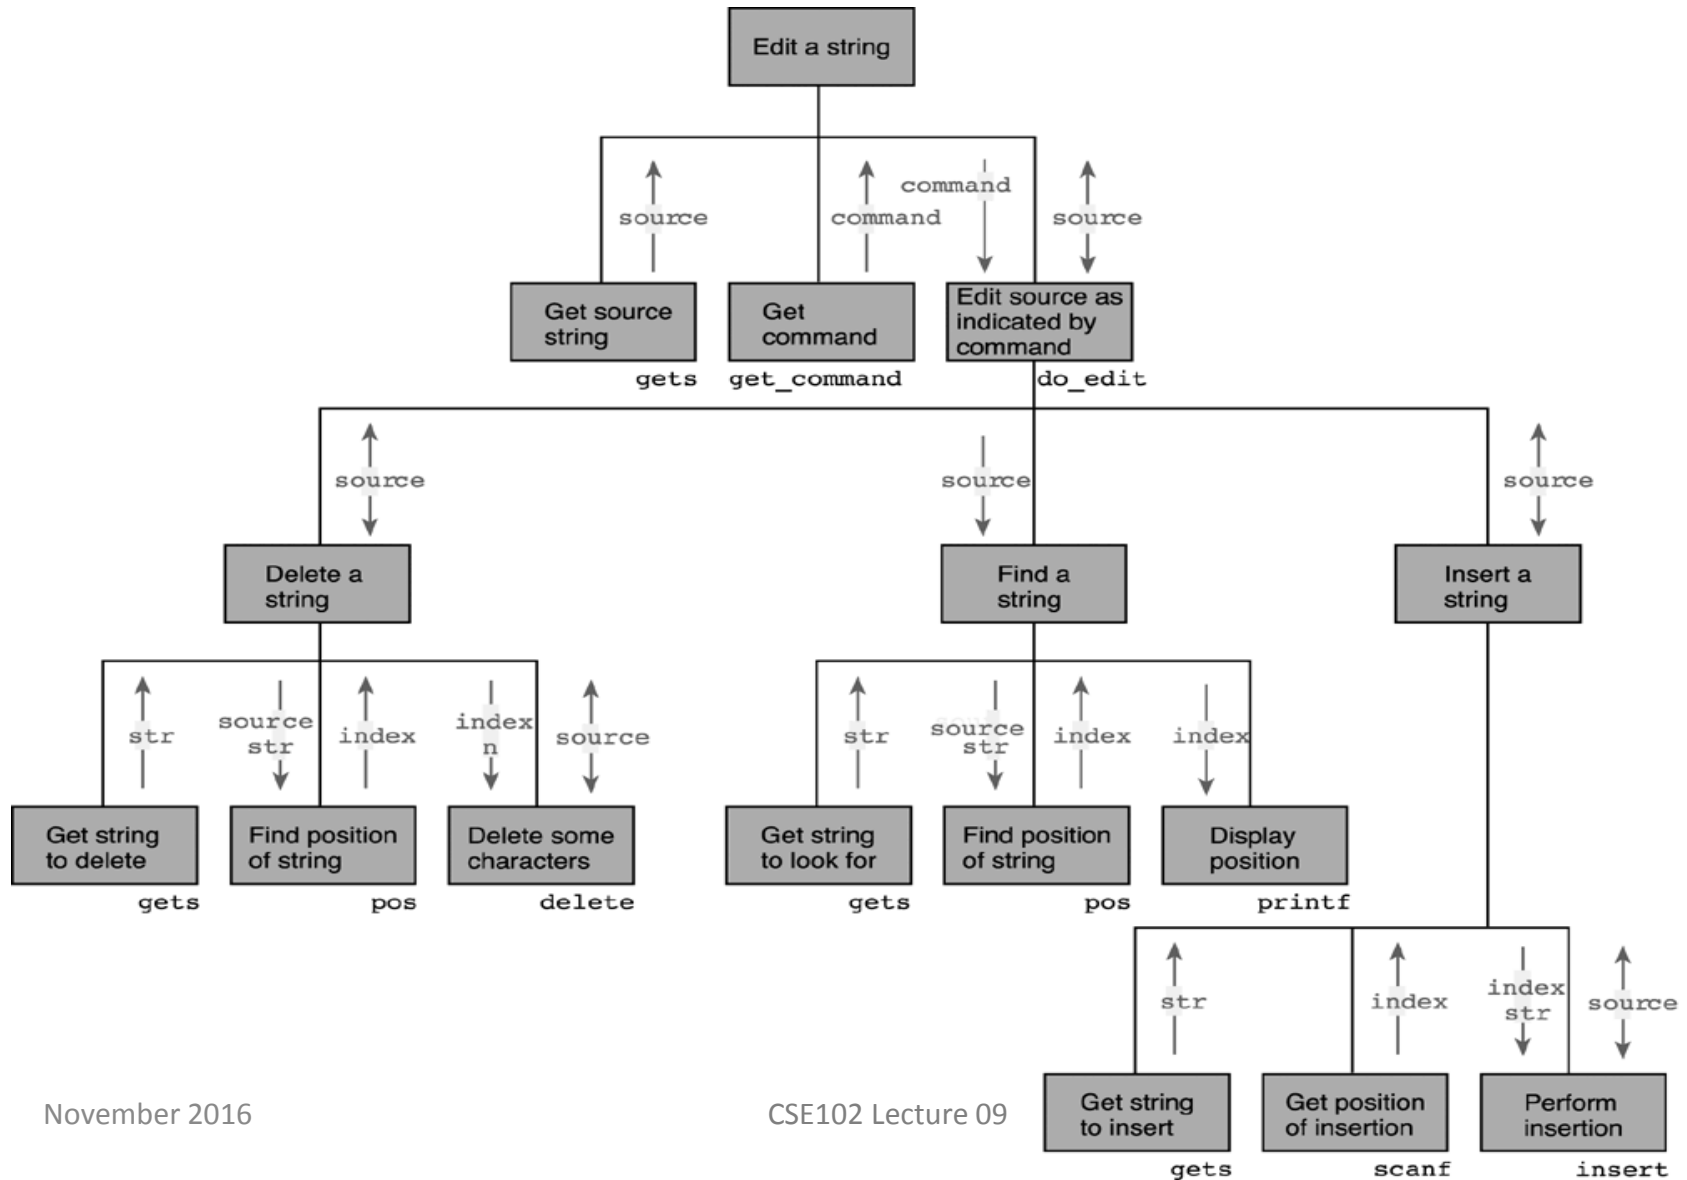 Edit a string
source
command
command
source
Get source
string
Get
command
Edit source as
indicated by
command
gets
get_command
do_edit
source
source
source
Delete a
string
Find a
string
Insert a
string
str
source
str
index
index
n
source
str
source
str
index
index
Get string
to delete
Find position
of string
Delete some
characters
Get string
to look for
Find position
of string
Display
position
gets
pos
delete
gets
pos
printf
str
index
index
str
source
Get string
to insert
Get position
of insertion
Perform
insertion
gets
scanf
insert
November 2016
CSE102 Lecture 09